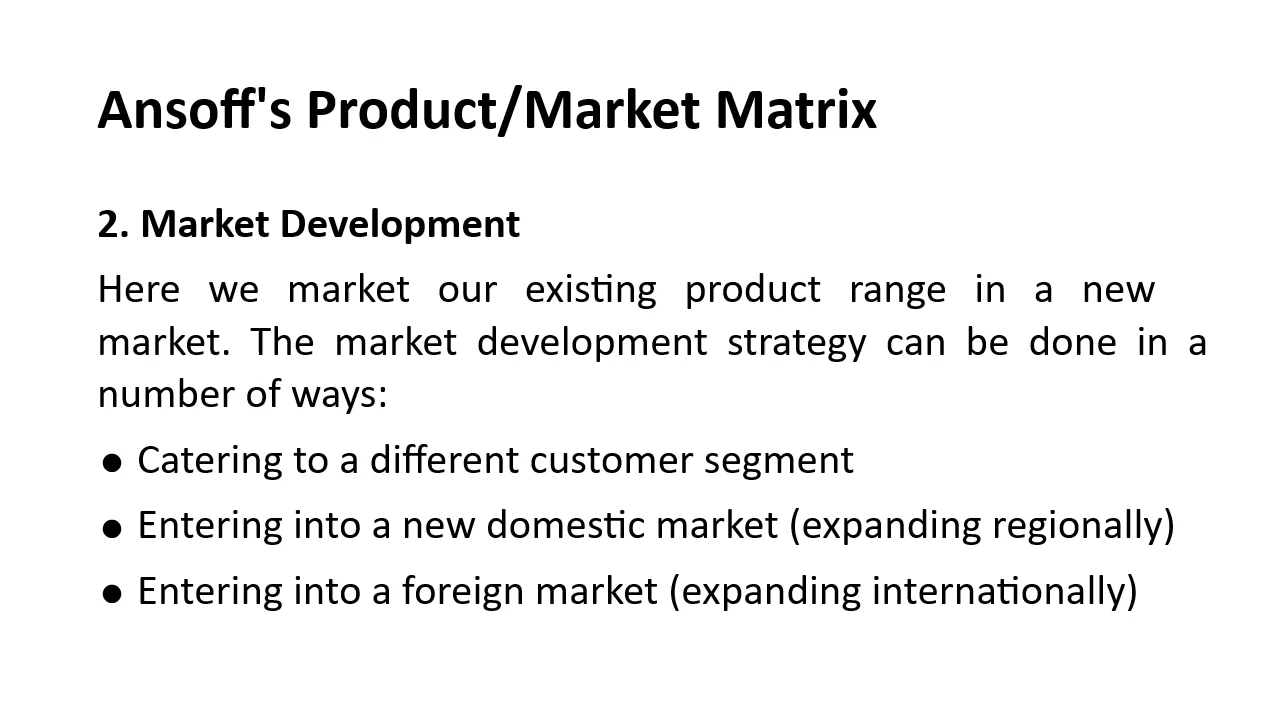 Ansoff's Product/Market Matrix
2. Market Development
Here we market our existing product range in a new
market. The market development strategy can be done in a
number of ways:
● Catering to a different customer segment
● Entering into a new domestic market (expanding regionally)
● Entering into a foreign market (expanding internationally)